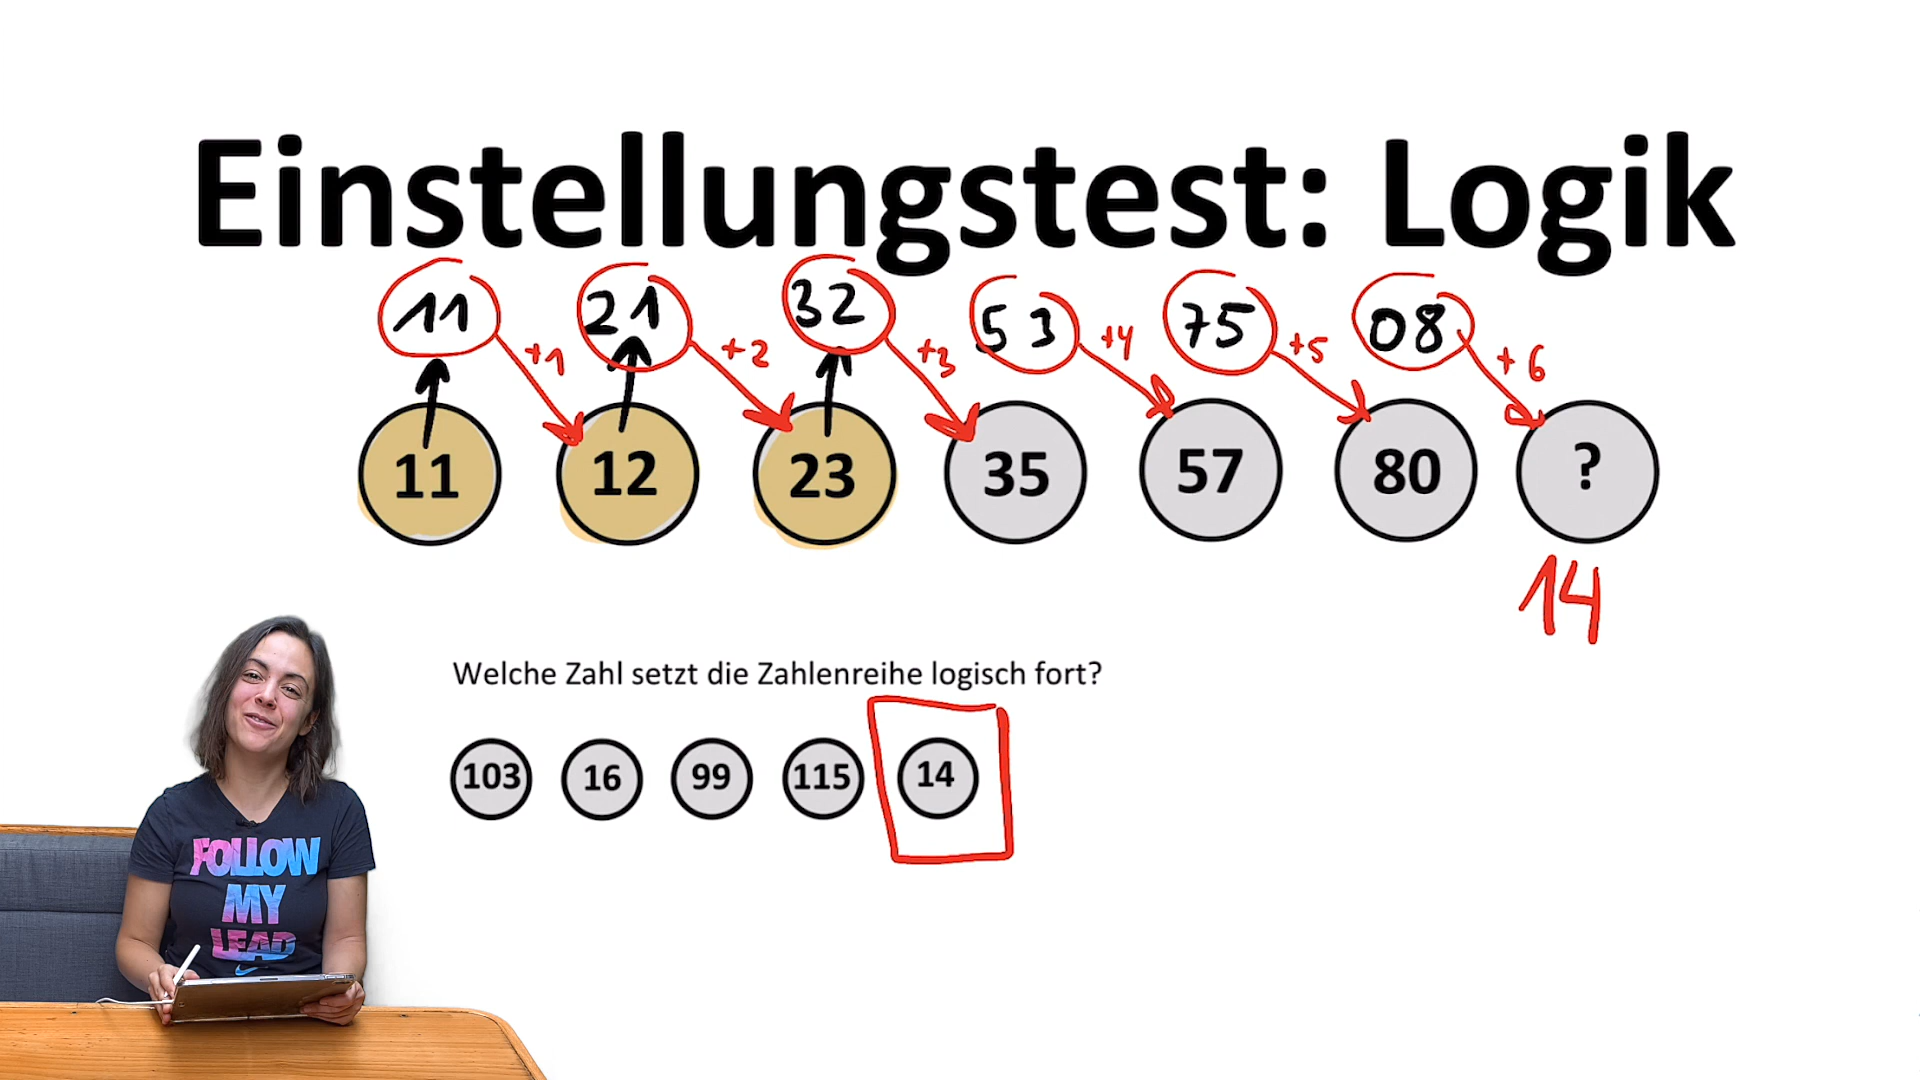 Einstellungstest: Logik
11 21 32 53 75 08
+1 +2 +3 +4 +5 +6
11 12 23 35 57 80 ?
14
Welche Zahl setzt die Zahlenreihe logisch fort?
103 16 99 115 14
FOLLOW
MY
LEAD